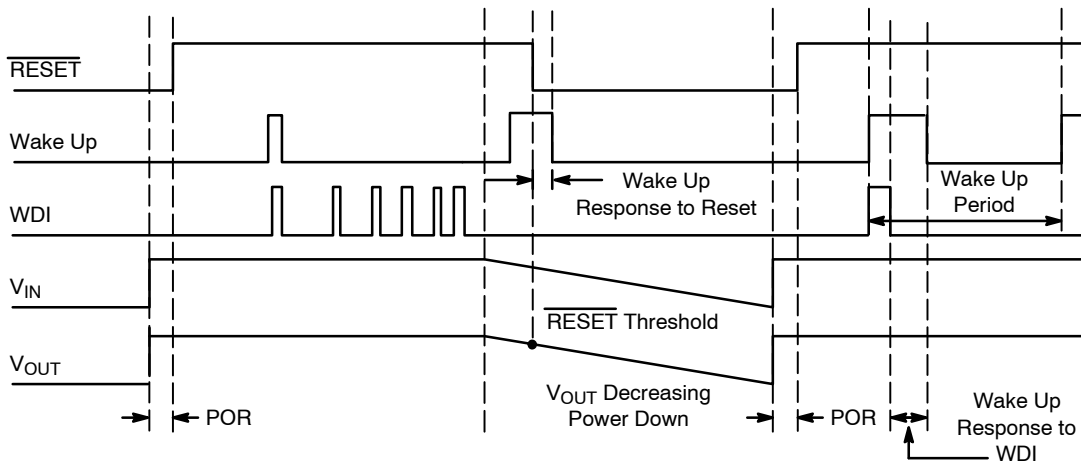 RESET
Wake Up
Wake Up
Response to Reset
Wake Up
Period
WDI
VIN
RESET Threshold
VOUT
VOUT Decreasing
Power Down
POR
POR
Wake Up
Response to
WDI